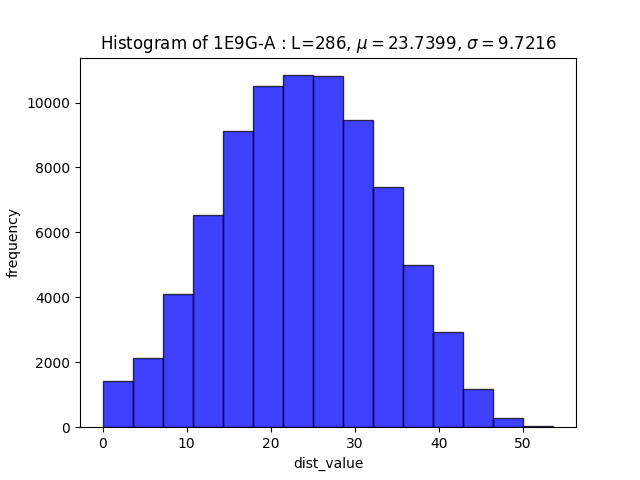 Histogram of 1E9G-A : L=286, μ = 23.7399, σ = 9.7216
frequency
10000
8000
6000
4000
2000
0
0 10 20 30 40 50
dist_value